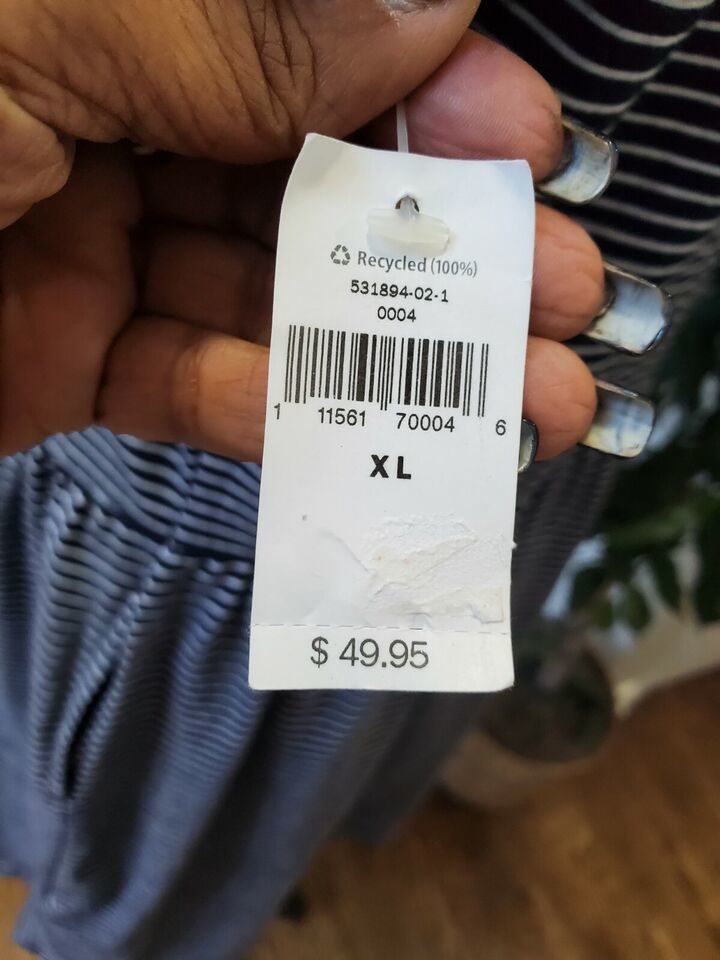 Recycled (100%)
531894-02-1
0004
1 11561 70004 6
XL
$ 49.95